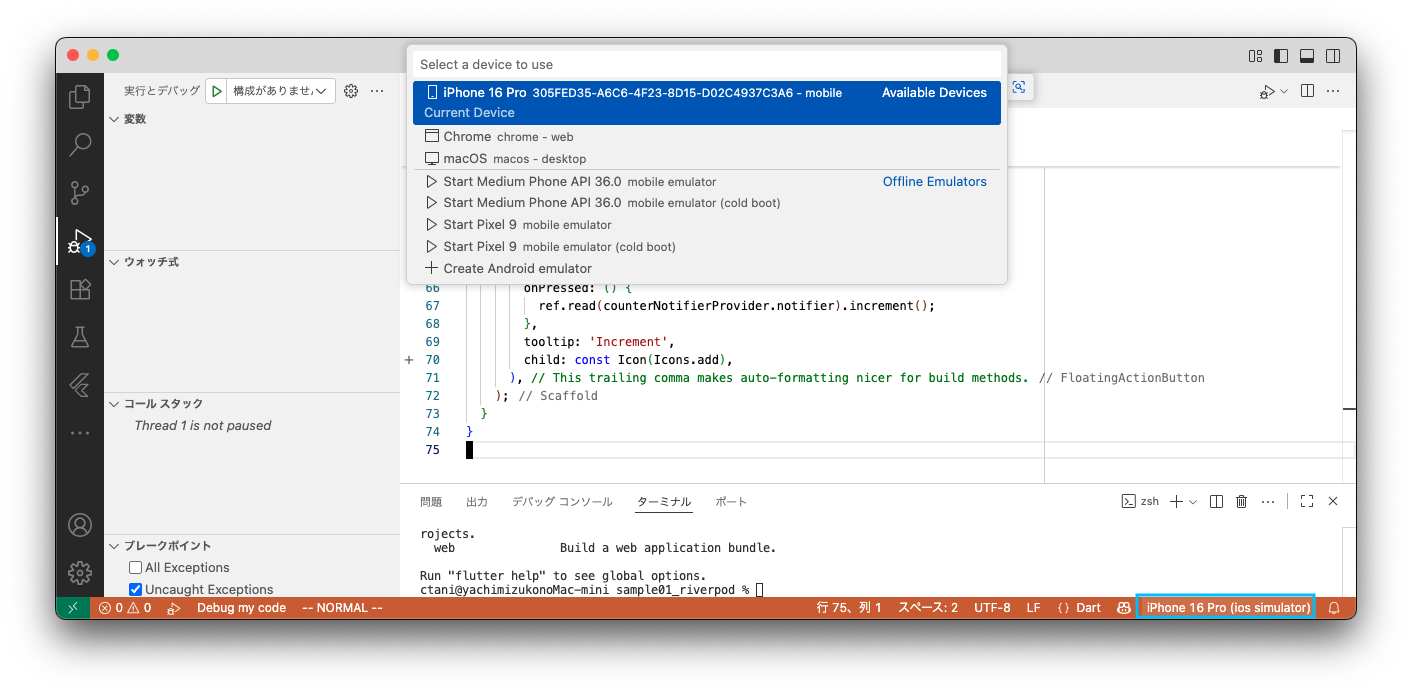 Select a device to use
iPhone 16 Pro 305FED35-A6C6-4F23-8D15-D02C4937C3A6 - mobile Available Devices
Current Device
Chrome chrome - web
macOS macos - desktop
Start Medium Phone API 36.0 mobile emulator Offline Emulators
Start Medium Phone API 36.0 mobile emulator (cold boot)
Start Pixel 9 mobile emulator
Start Pixel 9 mobile emulator (cold boot)
Create Android emulator
実行とデバッグ 構成がありませ
変数
1
ウォッチ式
コール スタック
Thread 1 is not paused
ブレークポイント
All Exceptions
Uncaught Exceptions
66 onPressed: () {
67 ref.read(counterNotifierProvider.notifier).increment();
68 },
69 tooltip: 'Increment',
70 child: const Icon(Icons.add),
71 ), // This trailing comma makes auto-formatting nicer for build methods. // FloatingActionButton
72 ); // Scaffold
73 }
74 }
75
問題 出力 デバッグ コンソール ターミナル ポート zsh
rojects.
web Build a web application bundle.
Run "flutter help" to see global options.
ctani@yachimizukonoMac-mini sample01_riverpod %
0 0 Debug my code -- NORMAL -- 行 75、列 1 スペース: 2 UTF-8 LF {} Dart iPhone 16 Pro (ios simulator)